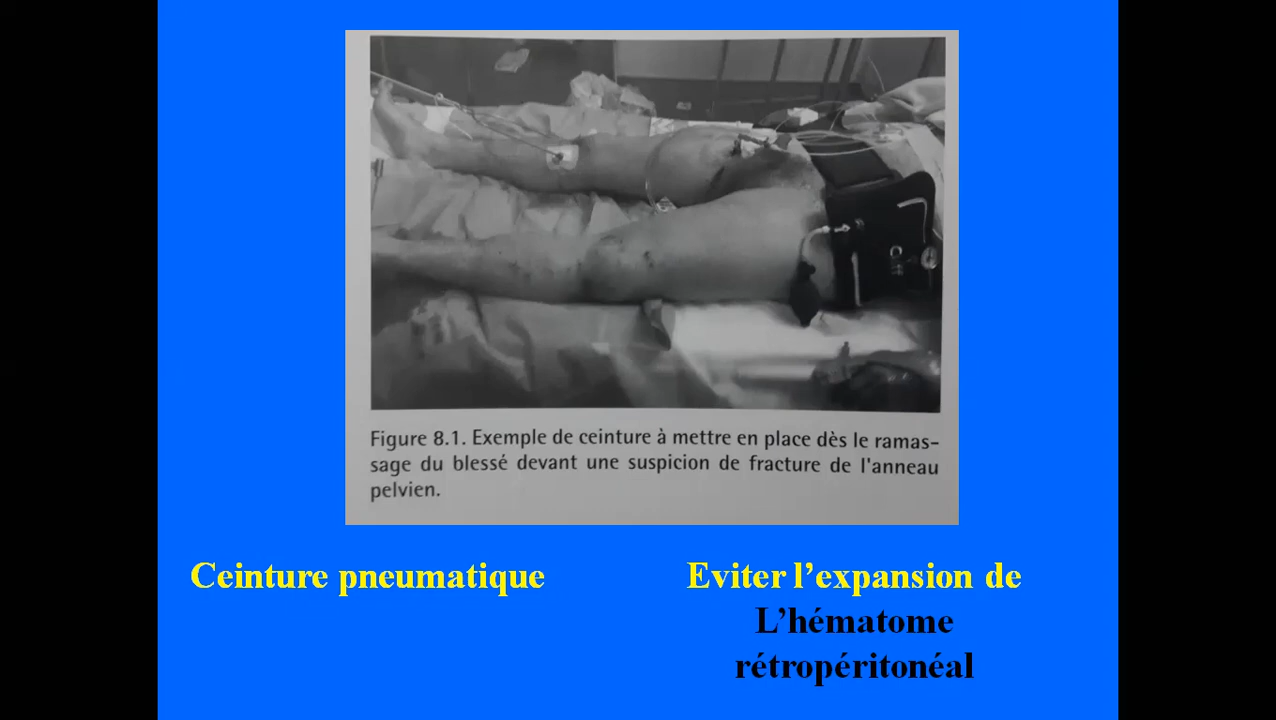 Figure 8.1. Exemple de ceinture à mettre en place dès le ramas-
sage du blessé devant une suspicion de fracture de l'anneau
pelvien.
Ceinture pneumatique
Eviter l’expansion de
L’hématome
rétropéritonéal